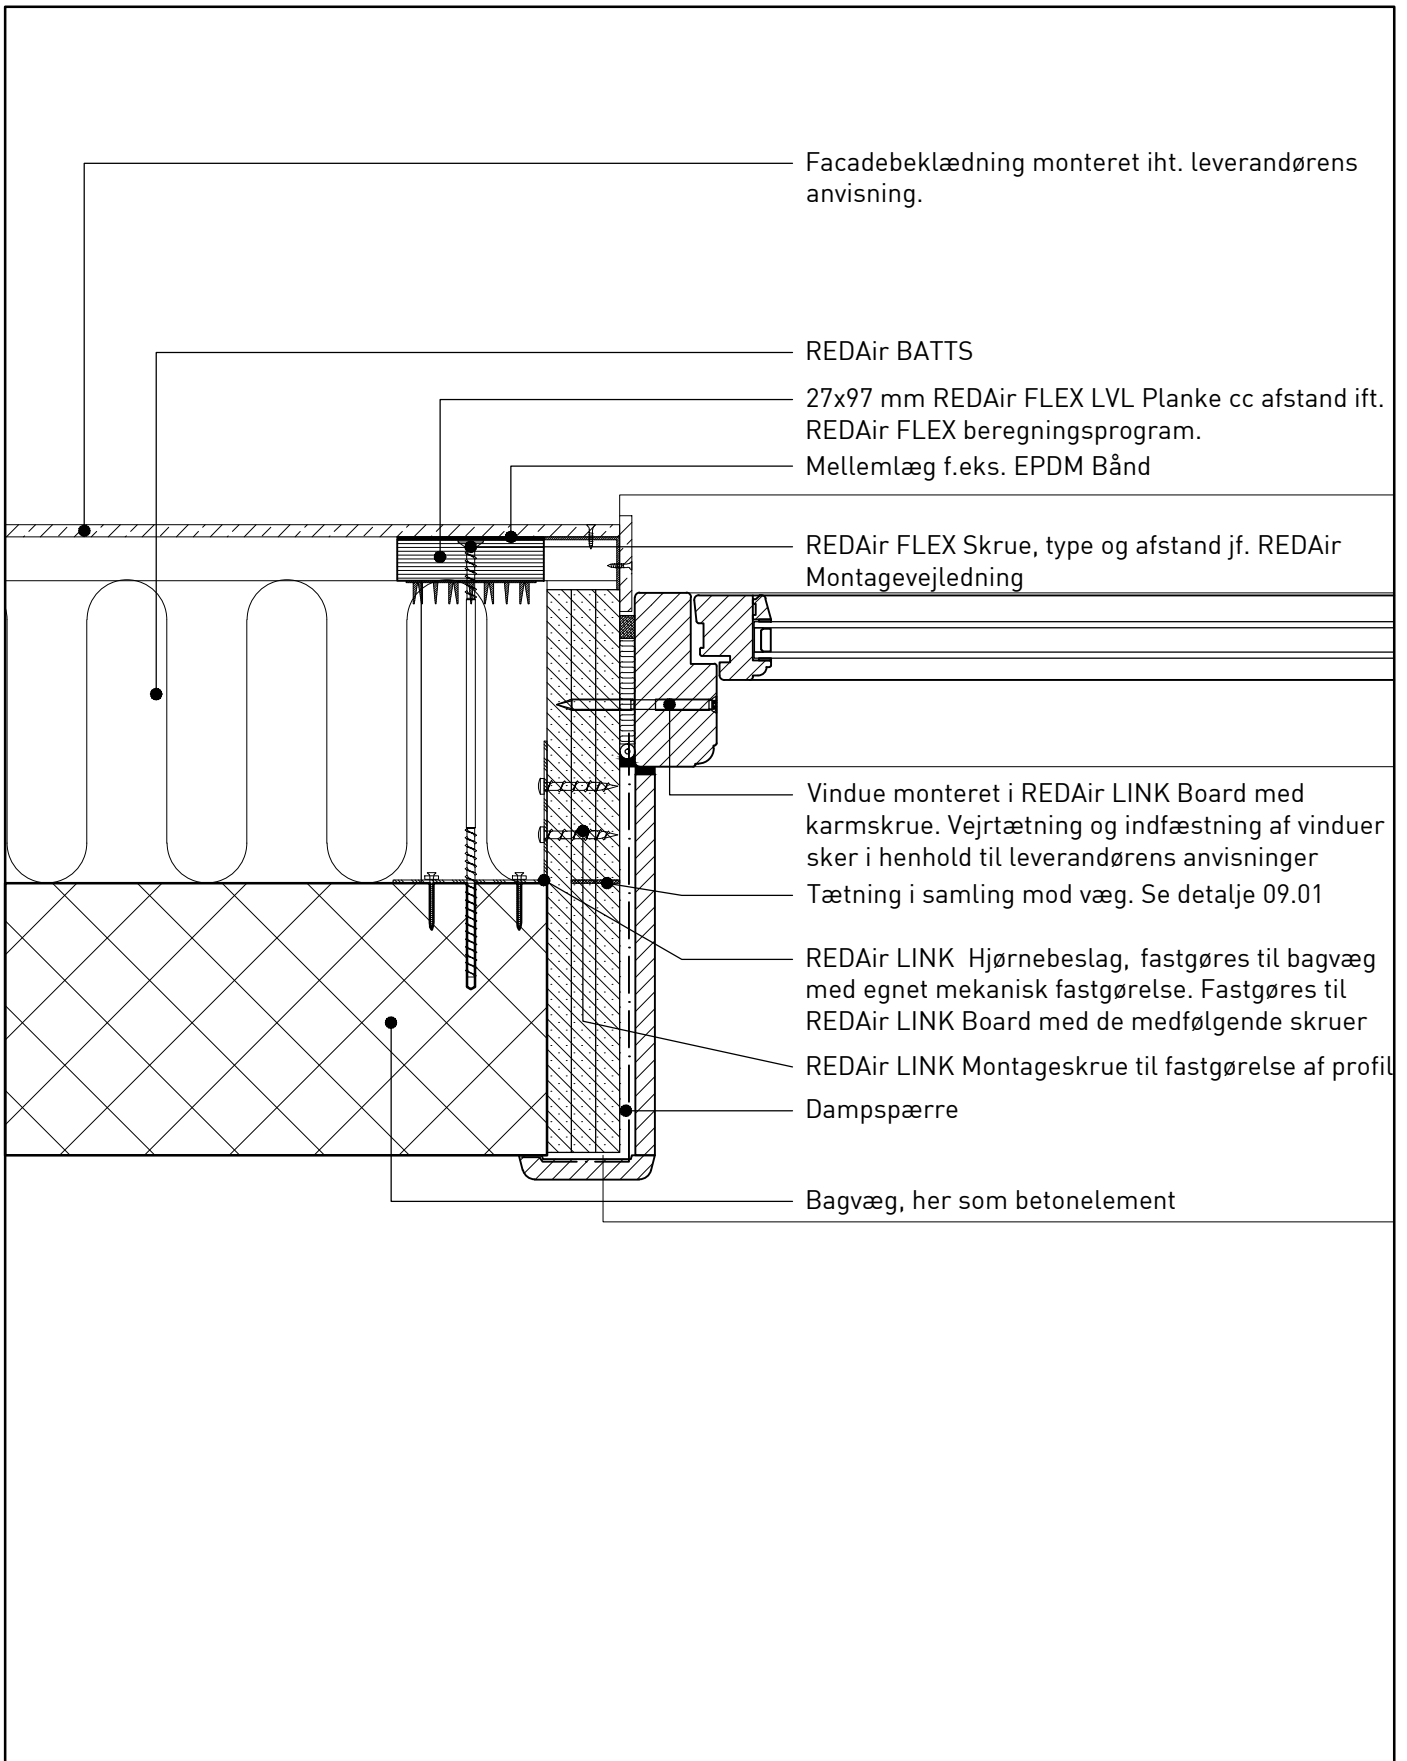 Facadebeklædning monteret iht. leverandørens
anvisning.
REDAir BATTS
27x97 mm REDAir FLEX LVL Planke cc afstand ift.
REDAir FLEX beregningsprogram.
Mellemlæg f.eks. EPDM Bånd
REDAir FLEX Skrue, type og afstand jf. REDAir
Montagevejledning
Vindue monteret i REDAir LINK Board med
karmskrue. Vejrtætning og indfæstning af vinduer
sker i henhold til leverandørens anvisninger
Tætning i samling mod væg. Se detalje 09.01
REDAir LINK Hjørnebeslag, fastgøres til bagvæg
med egnet mekanisk fastgørelse. Fastgøres til
REDAir LINK Board med de medfølgende skruer
REDAir LINK Montageskrue til fastgørelse af profil
Dampspærre
Bagvæg, her som betonelement